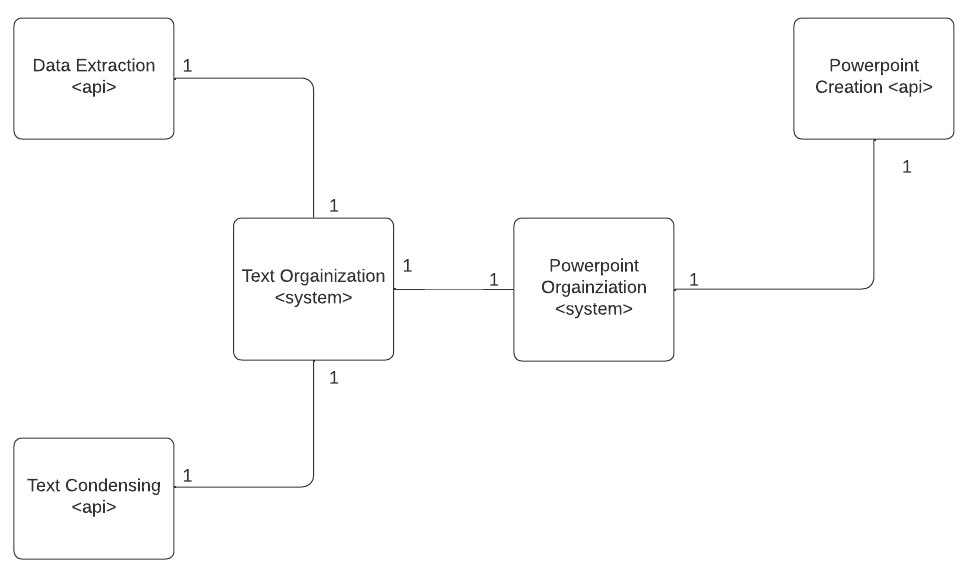 Data Extraction
<api>
1
Powerpoint
Creation <api>
1
1
Text Orgainization
<system>
1
1
Powerpoint
Orgainziation
<system>
1
1
Text Condensing
<api>
1